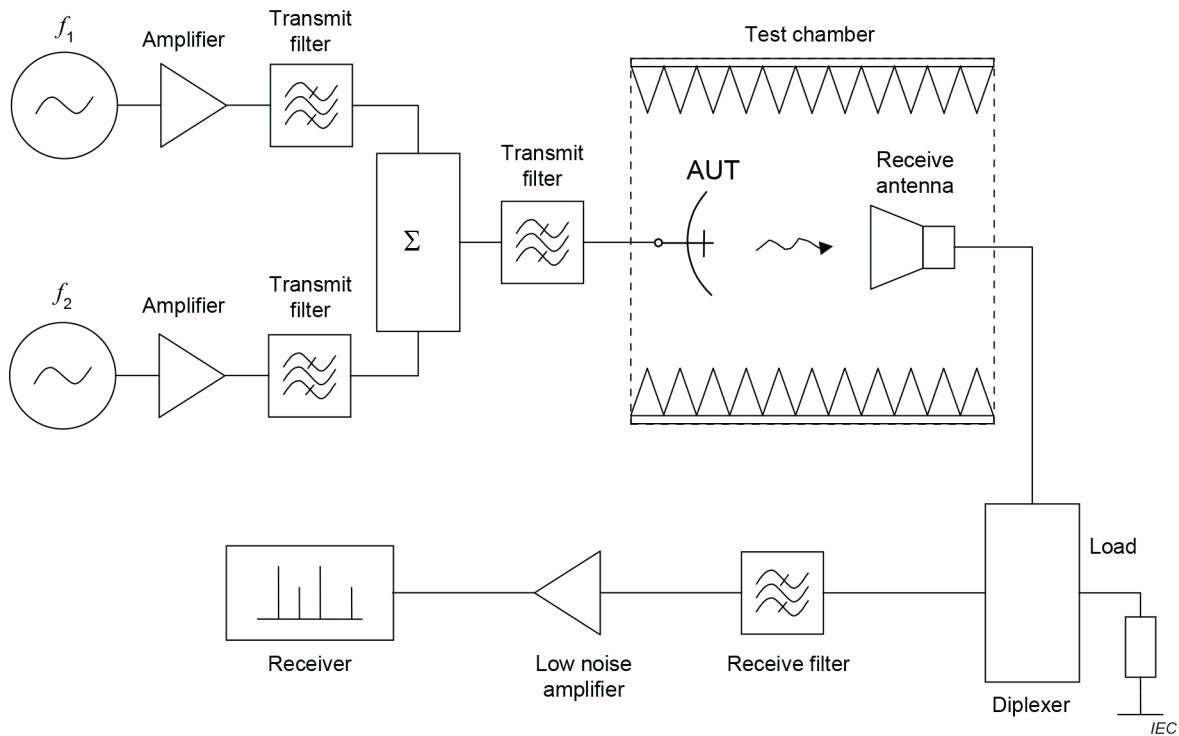 f1
Amplifier
Transmit
filter
Test chamber
Transmit
filter
AUT
Receive
antenna
Σ
f2
Amplifier
Transmit
filter
Load
Receiver
Low noise
amplifier
Receive filter
Diplexer
IEC